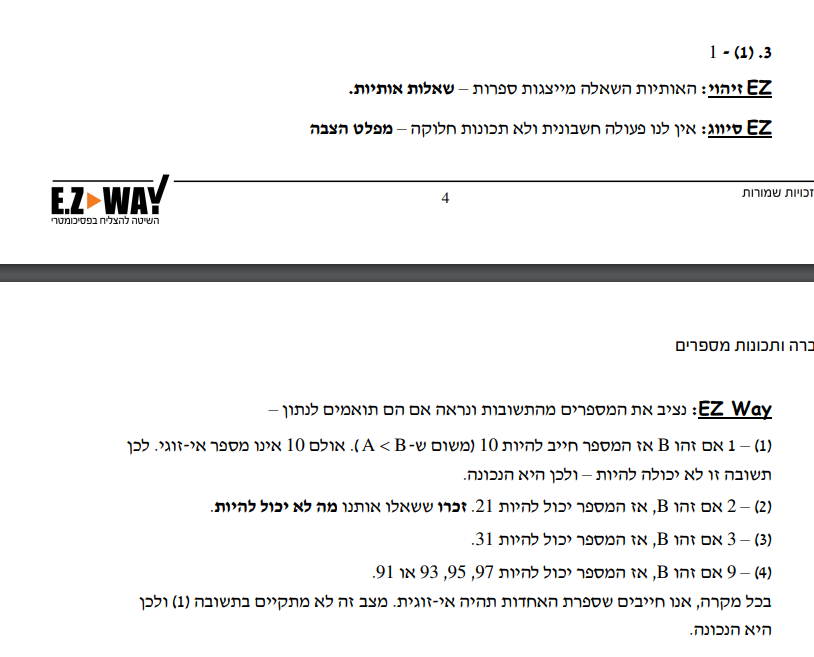 3. (1) - 1
EZ זיהוי: האותיות השאלה מייצגות ספרות – שאלות אותיות.
EZ סיווג: אין לנו פעולה חשבונית ולא תכונות חלוקה – מפלט הצבה
זכויות שמורות
4
E.Z WAY
השיטה להצליח בפסיכומטרי
ברה ותכונות מספרים
EZ Way: נציב את המספרים מהתשובות ונראה אם הם תואמים לנתון –
(1) – 1 אם זהו B אז המספר חייב להיות 10 (משום ש- A < B). אולם 10 אינו מספר אי-זוגי. לכן
תשובה זו לא יכולה להיות – ולכן היא הנכונה.
(2) – 2 אם זהו B, אז המספר יכול להיות 21. זכרו ששאלו אותנו מה לא יכול להיות.
(3) – 3 אם זהו B, אז המספר יכול להיות 31.
(4) – 9 אם זהו B, אז המספר יכול להיות 97, 95, 93 או 91.
בכל מקרה, אנו חייבים שספרת האחדות תהיה אי-זוגית. מצב זה לא מתקיים בתשובה (1) ולכן
היא הנכונה.